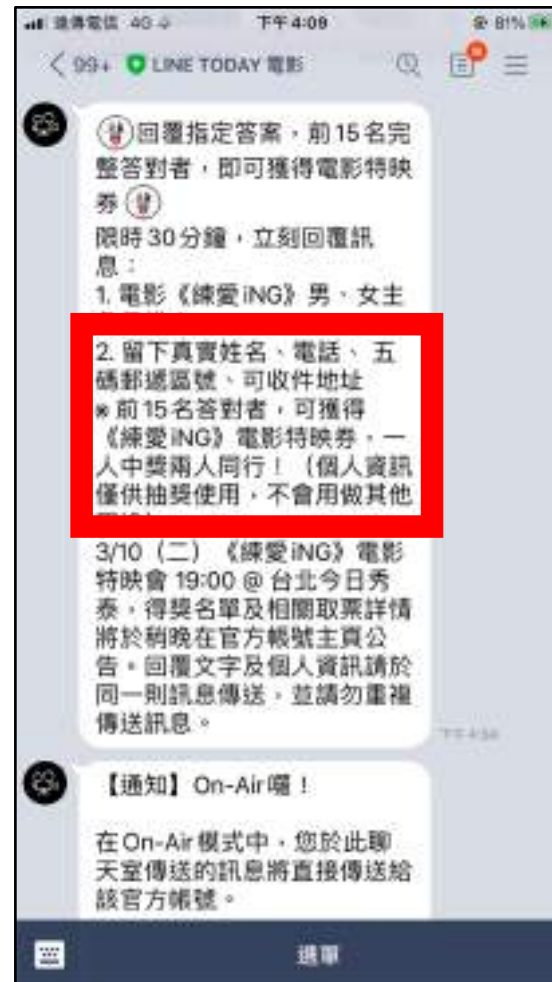 遠傳電信 4G 下午4:09 81%
99+ LINE TODAY 電影
回覆指定答案,前15名完
整答對者,即可獲得電影特映
券
限時30分鐘,立刻回覆訊
息:
1. 電影《練愛iNG》男、女主
2. 留下真實姓名、電話、 五
碼郵遞區號、可收件地址
※前15名答對者,可獲得
《練愛iNG》電影特映券,一
人中獎兩人同行! (個人資訊
僅供抽獎使用,不會用做其他
3/10 (二) 《練愛iNG》電影
特映會 19:00 @ 台北今日秀
泰,得獎名單及相關取票詳情
將於稍晚在官方帳號主頁公
告。回覆文字及個人資訊請於
同一則訊息傳送,並請勿重複
傳送訊息。
【通知】On-Air囉!
在On-Air模式中,您於此聊
天室傳送的訊息將直接傳送給
該官方帳號。
選單